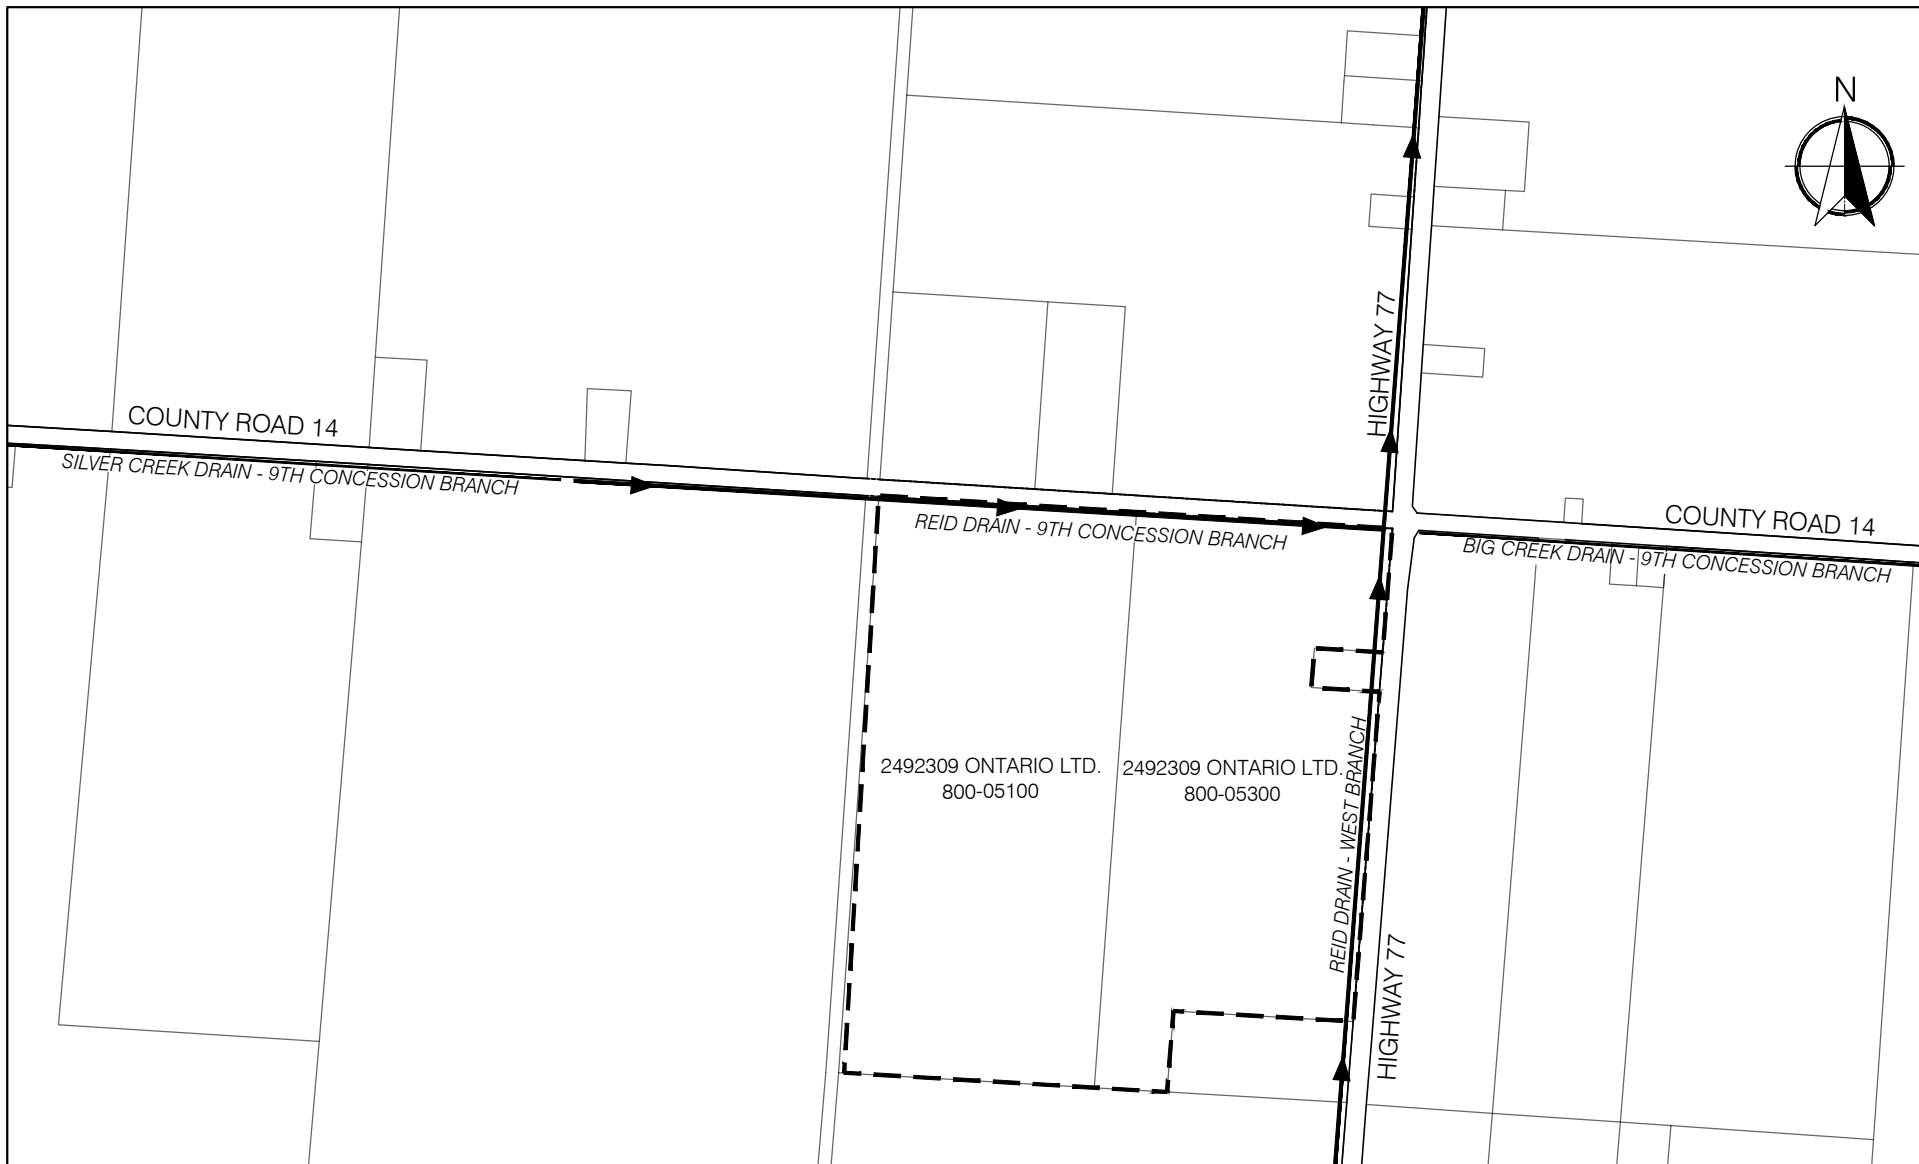 N
HIGHWAY 77
COUNTY ROAD 14
SILVER CREEK DRAIN - 9TH CONCESSION BRANCH
REID DRAIN - 9TH CONCESSION BRANCH
COUNTY ROAD 14
BIG CREEK DRAIN - 9TH CONCESSION BRANCH
2492309 ONTARIO LTD.
800-05100
2492309 ONTARIO LTD.
800-05300
REID DRAIN - WEST BRANCH
HIGHWAY 77